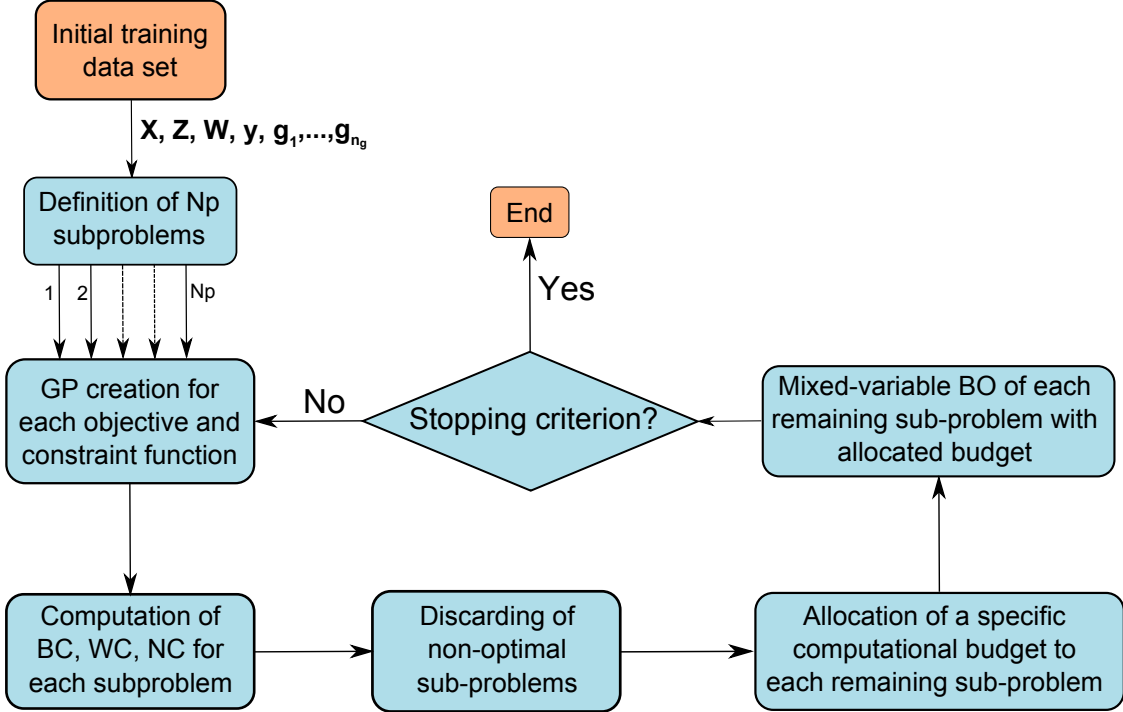 Initial training
data set
X, Z, W, y, g₁,...,g_{n_g}
Definition of Np
subproblems
1
2
Np
End
Yes
GP creation for
each objective and
constraint function
No
Stopping criterion?
Mixed-variable BO of each
remaining sub-problem with
allocated budget
Computation of
BC, WC, NC for
each subproblem
Discarding of
non-optimal
sub-problems
Allocation of a specific
computational budget to
each remaining sub-problem